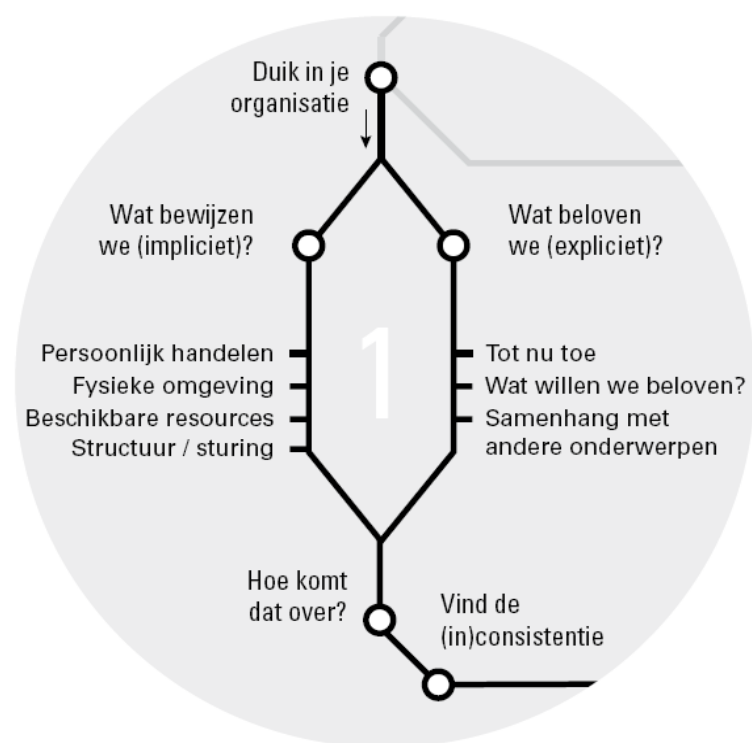 Duik in je
organisatie
Wat bewijzen
we (impliciet)?
Wat beloven
we (expliciet)?
1
Persoonlijk handelen
Fysieke omgeving
Beschikbare resources
Structuur / sturing
Tot nu toe
Wat willen we beloven?
Samenhang met
andere onderwerpen
Hoe komt
dat over?
Vind de
(in)consistentie